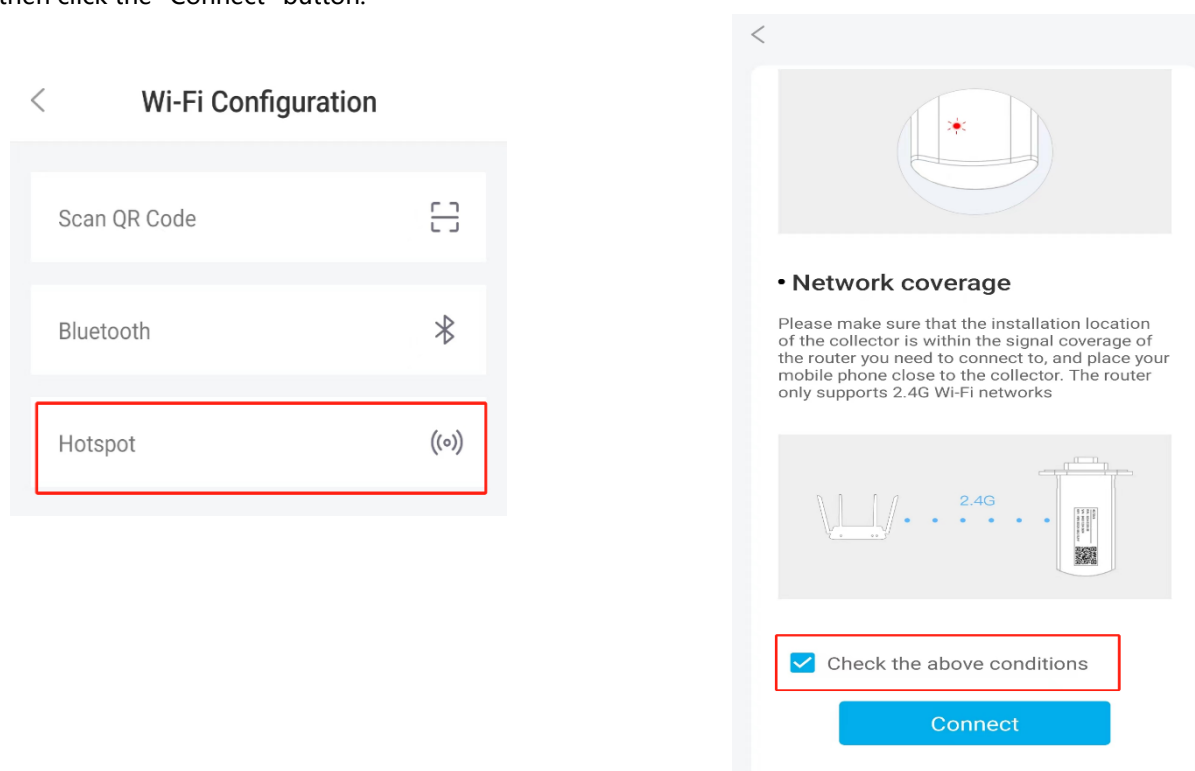 then click the "Connect" button.
Wi-Fi Configuration
Scan QR Code
Bluetooth
Hotspot
• Network coverage
Please make sure that the installation location
of the collector is within the signal coverage of
the router you need to connect to, and place your
mobile phone close to the collector. The router
only supports 2.4G Wi-Fi networks
2.4G
Check the above conditions
Connect